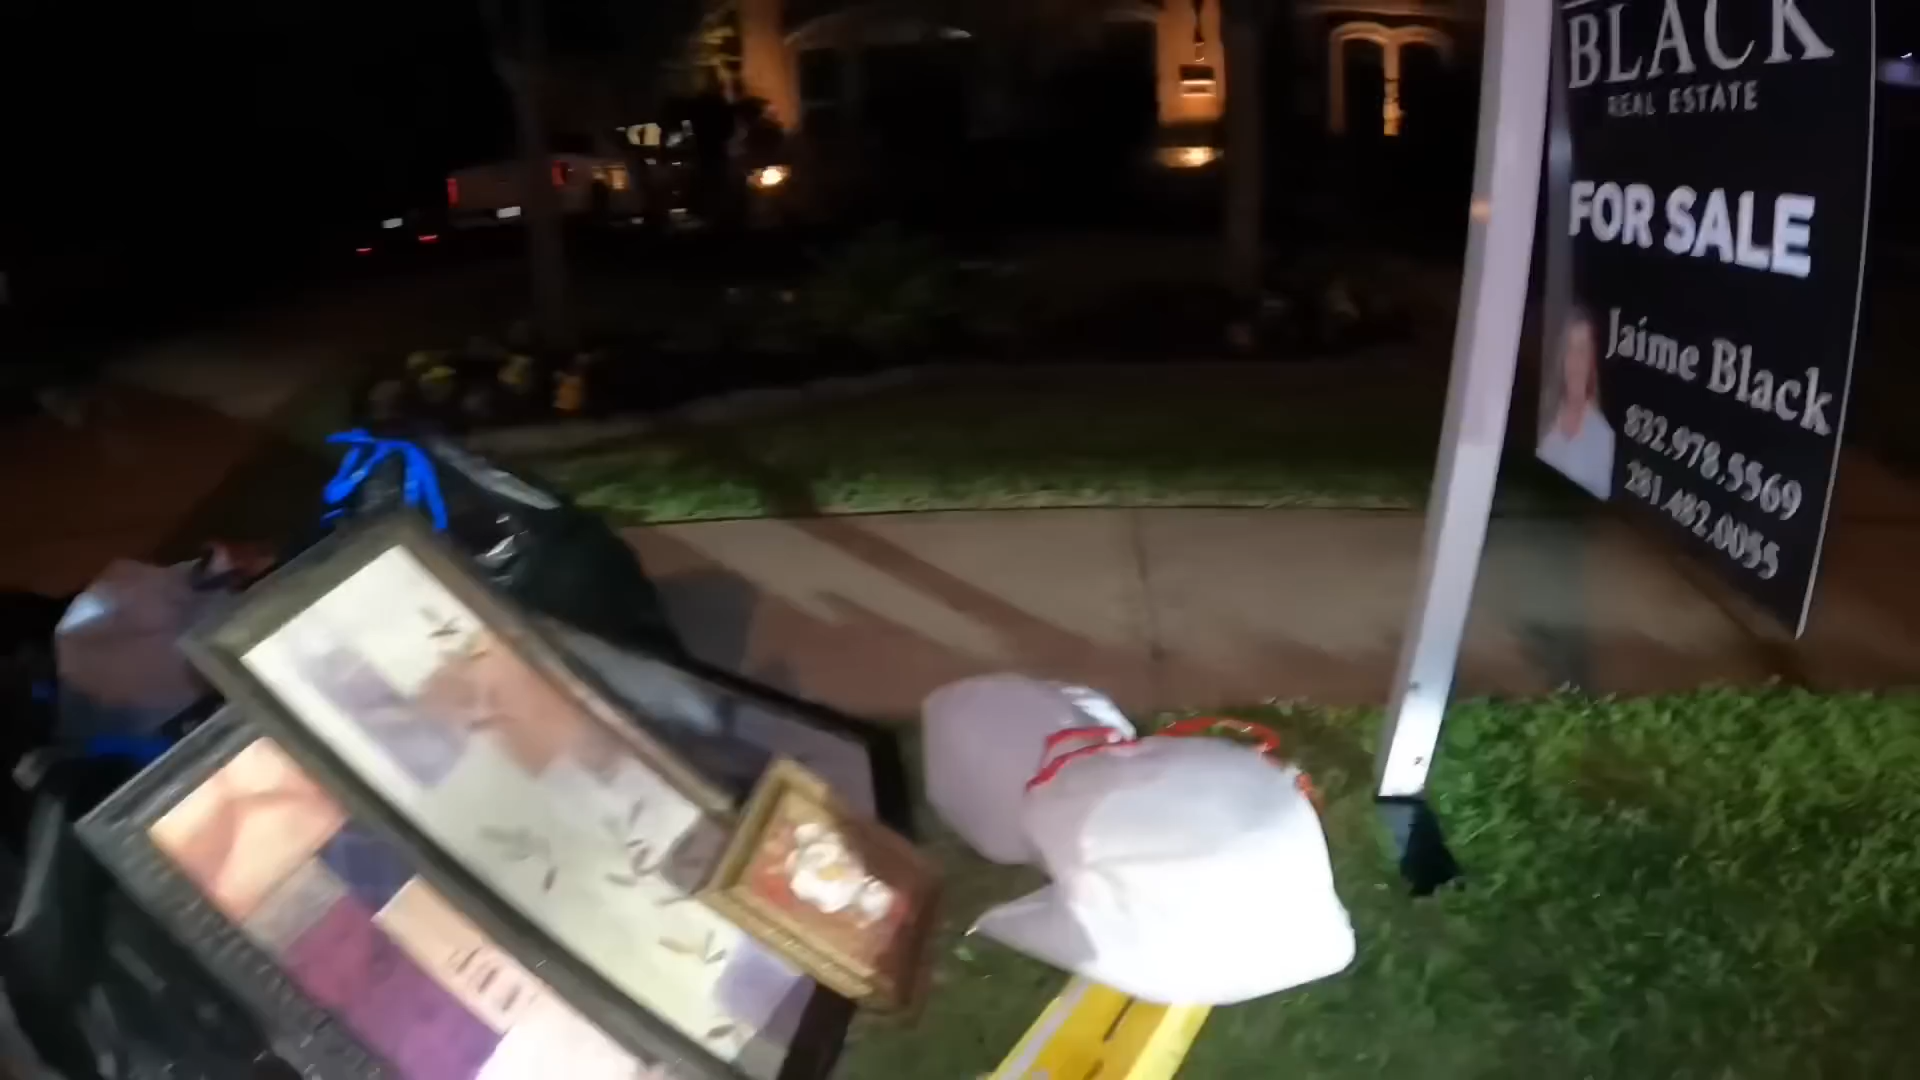 BLACK
REAL ESTATE
FOR SALE
Jaime Black
832.978.5569
281.482.0055